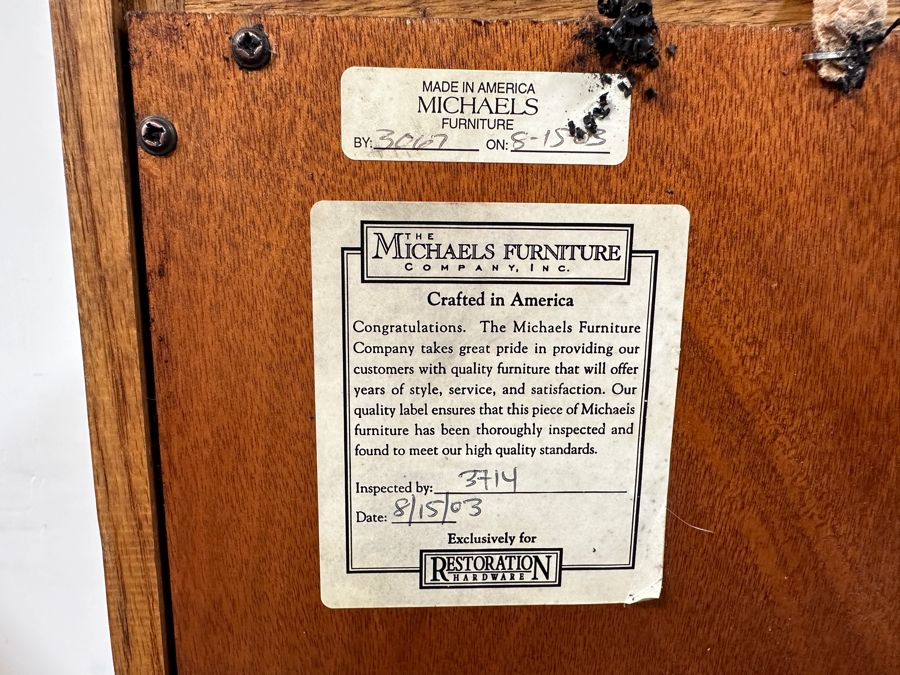 MADE IN AMERICA
MICHAELS
FURNITURE
BY: 3067 ON: 8-15-03
THE
MICHAELS FURNITURE
COMPANY, INC.
Crafted in America
Congratulations. The Michaels Furniture
Company takes great pride in providing our
customers with quality furniture that will offer
years of style, service, and satisfaction. Our
quality label ensures that this piece of Michaels
furniture has been thoroughly inspected and
found to meet our high quality standards.
Inspected by: 3714
Date: 8/15/03
Exclusively for
RESTORATION
HARDWARE